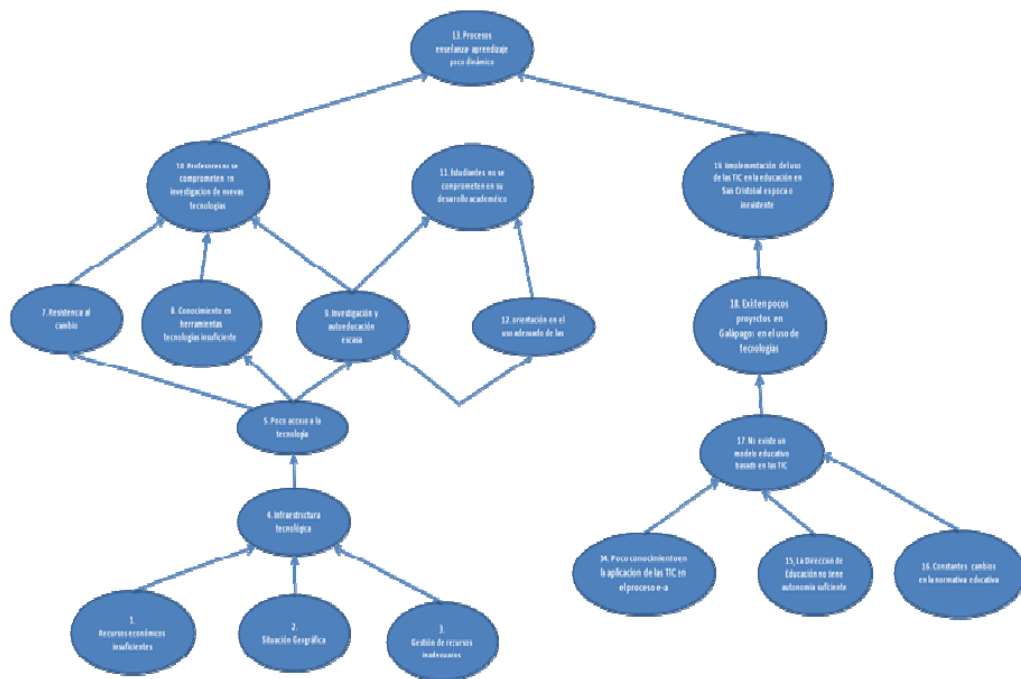 13. Procesos
enseñanza- aprendizaje
poco dinámico
10. Profesores no se
comprometen en
investigacion de nuevas
tecnologías
11. Estudiantes no se
comprometen en su
desarrollo académico
19. Implementación del uso
de las TIC en la educación en
San Cristobal es poca o
inexistente
7. Resistencia al
cambio
8. Conocimiento en
herramientas
tecnologías insuficiente
9. Investigación y
autoeducación
escasa
12. orientación en el
uso adecuado de las
18. Existen pocos
proyectos en
Galápagos en el uso de
tecnologías
5. Poco acceso a la
tecnología
17. No existe un
modelo educativo
basado en las TIC
4. Infraestructura
tecnológica
14. Poco conocimiento en
la aplicacion de las TIC en
el proceso e-a
15, La Direccion de
Educación no tiene
autonomía suficiente
16. Constantes cambios
en la normativa educativa
1.
Recursos económicos
insuficientes
2.
Situación Geográfica
3.
Gestión de recursos
inadecuados